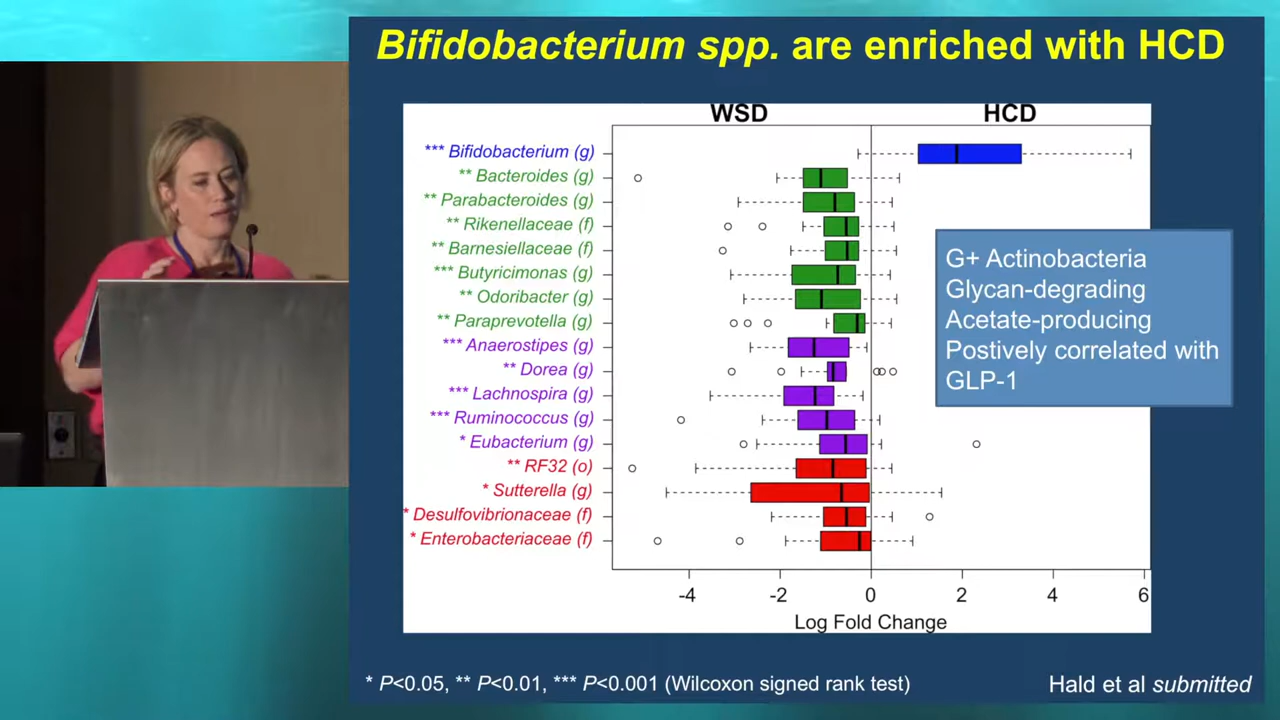 Bifidobacterium spp. are enriched with HCD
WSD HCD
*** Bifidobacterium (g)
** Bacteroides (g)
** Parabacteroides (g)
** Rikenellaceae (f)
** Barnesiellaceae (f)
*** Butyricimonas (g)
** Odoribacter (g)
** Paraprevotella (g)
*** Anaerostipes (g)
** Dorea (g)
*** Lachnospira (g)
*** Ruminococcus (g)
* Eubacterium (g)
** RF32 (o)
* Sutterella (g)
* Desulfovibrionaceae (f)
* Enterobacteriaceae (f)
-4 -2 0 2 4 6
Log Fold Change
G+ Actinobacteria
Glycan-degrading
Acetate-producing
Postively correlated with
GLP-1
* P<0.05, ** P<0.01, *** P<0.001 (Wilcoxon signed rank test)
Hald et al submitted